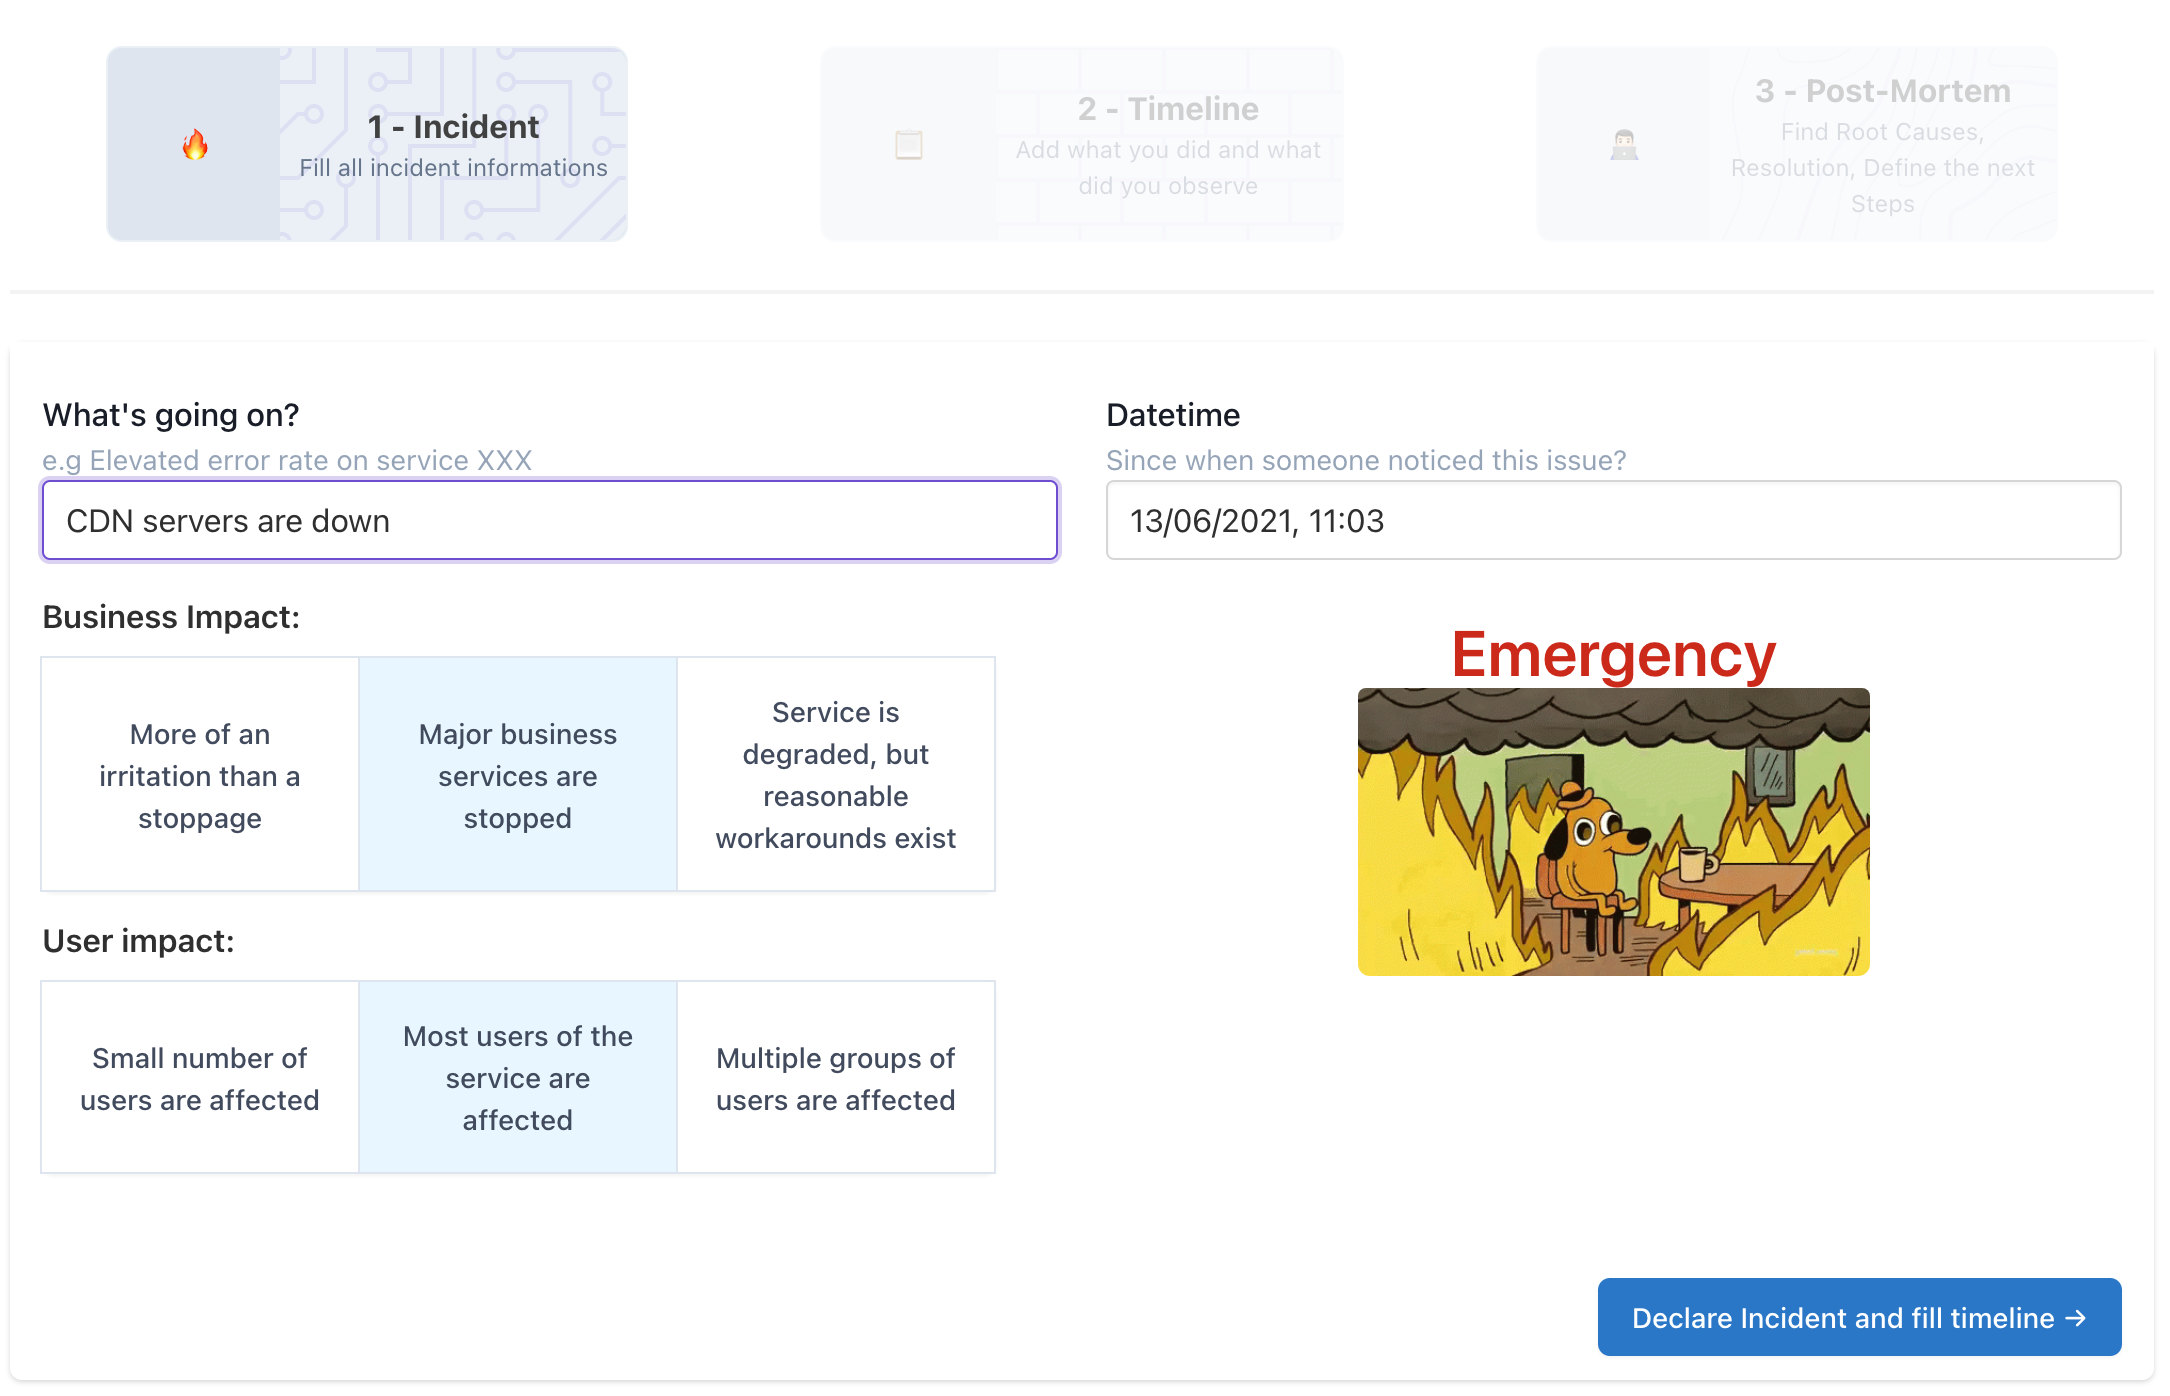 1 - Incident
Fill all incident informations
2 - Timeline
Add what you did and what
did you observe
3 - Post-Mortem
Find Root Causes,
Resolution, Define the next
Steps
What's going on?
e.g Elevated error rate on service XXX
CDN servers are down
Datetime
Since when someone noticed this issue?
13/06/2021, 11:03
Business Impact:
More of an
irritation than a
stoppage
Major business
services are
stopped
Service is
degraded, but
reasonable
workarounds exist
Emergency
User impact:
Small number of
users are affected
Most users of the
service are
affected
Multiple groups of
users are affected
Declare Incident and fill timeline →